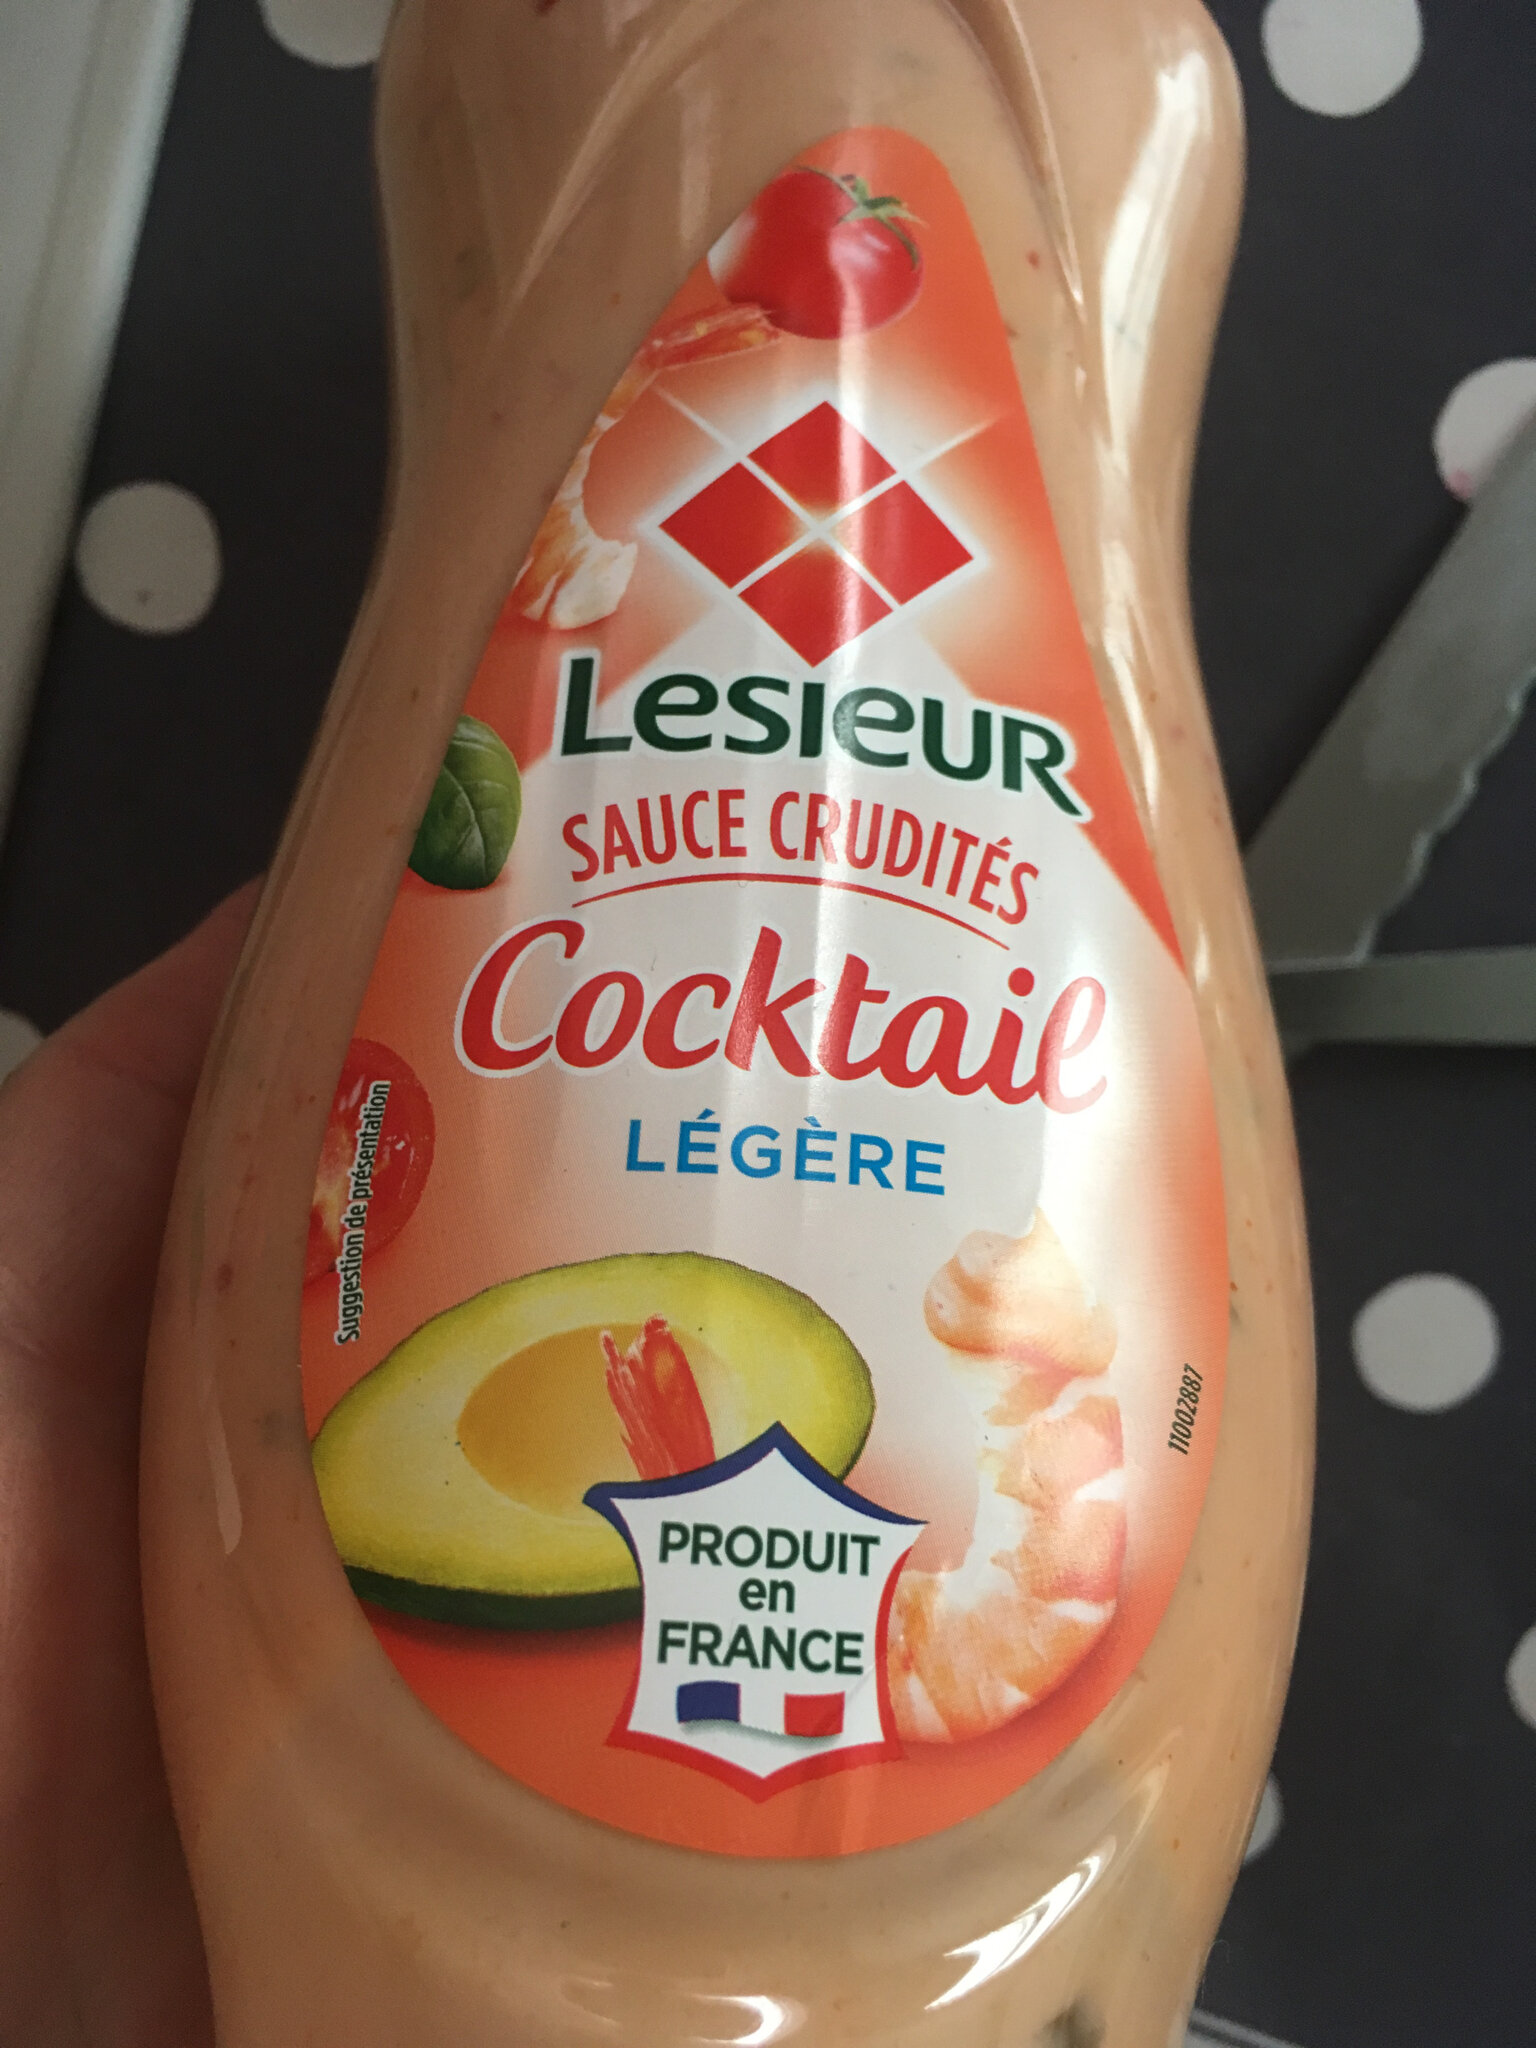 Lesieur
SAUCE CRUDITÉS
Cocktail
LÉGÈRE
Suggestion de présentation
11002887
PRODUIT
en
FRANCE